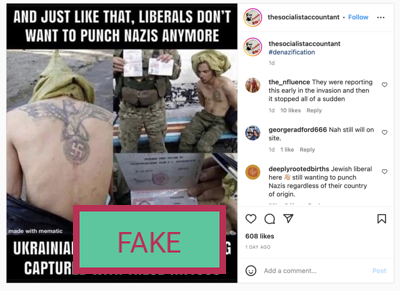 AND JUST LIKE THAT, LIBERALS DON'T
WANT TO PUNCH NAZIS ANYMORE
made with mematic
UKRAINIA
G
CAPTURE
FAKE
thesocialistaccountant • Follow
thesocialistaccountant
#denazification
1d
the_nfluence They were reporting
this early in the invasion and then
it stopped all of a sudden
1d 10 likes Reply
georgeradford666 Nah still will on
site.
1d 1 like Reply
deeplyrootedbirths Jewish liberal
here 👋🏼 still wanting to punch
Nazis regardless of their country
of origin.
608 likes
1 DAY AGO
Add a comment...
Post